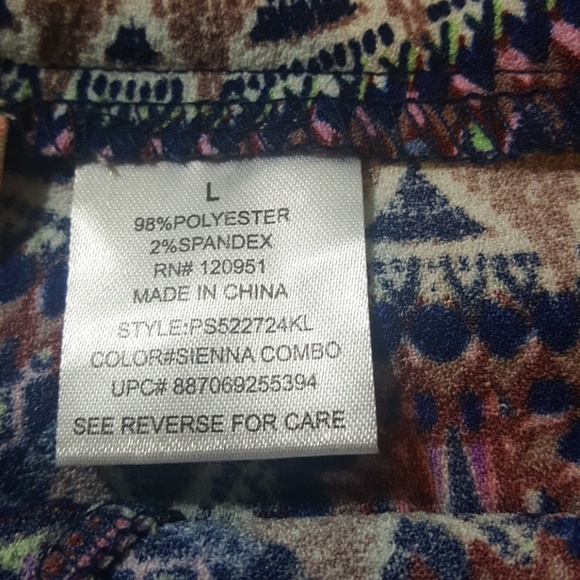 L
98%POLYESTER
2%SPANDEX
RN# 120951
MADE IN CHINA
STYLE:PS522724KL
COLOR#SIENNA COMBO
UPC# 887069255394
SEE REVERSE FOR CARE